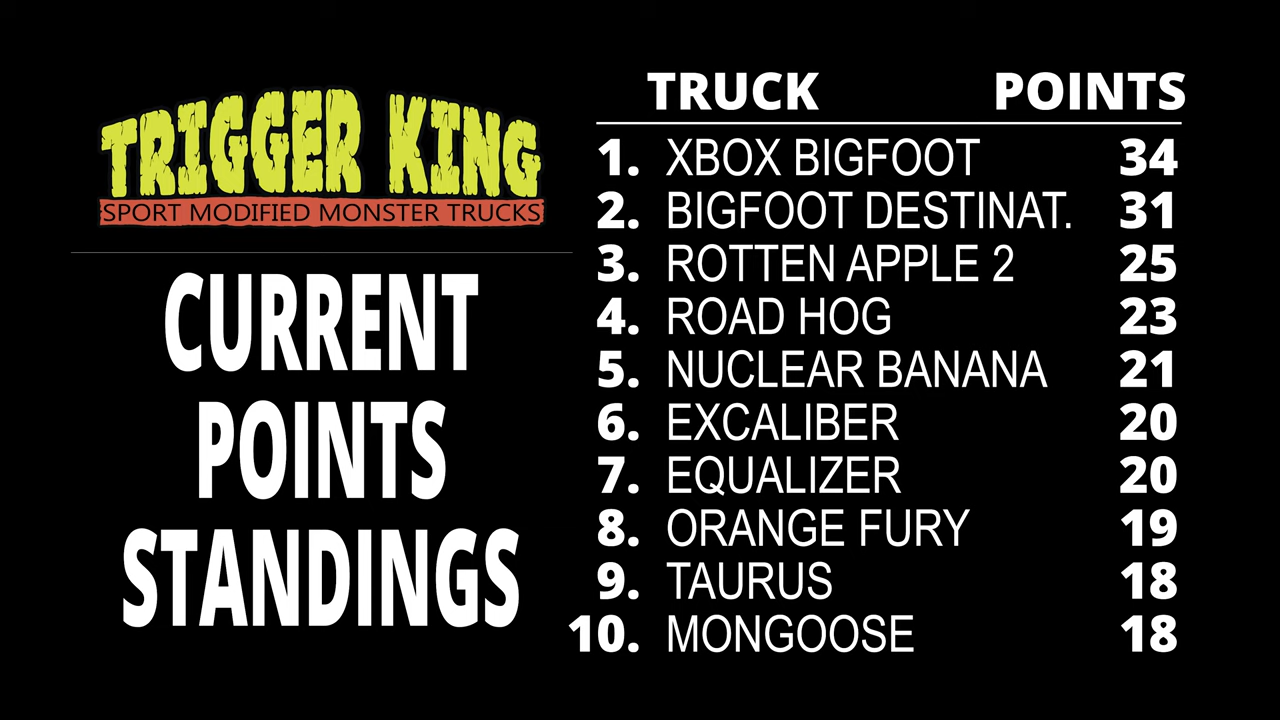 TRIGGER KING
SPORT MODIFIED MONSTER TRUCKS
CURRENT
POINTS
STANDINGS
TRUCK POINTS
1. XBOX BIGFOOT 34
2. BIGFOOT DESTINAT. 31
3. ROTTEN APPLE 2 25
4. ROAD HOG 23
5. NUCLEAR BANANA 21
6. EXCALIBER 20
7. EQUALIZER 20
8. ORANGE FURY 19
9. TAURUS 18
10. MONGOOSE 18